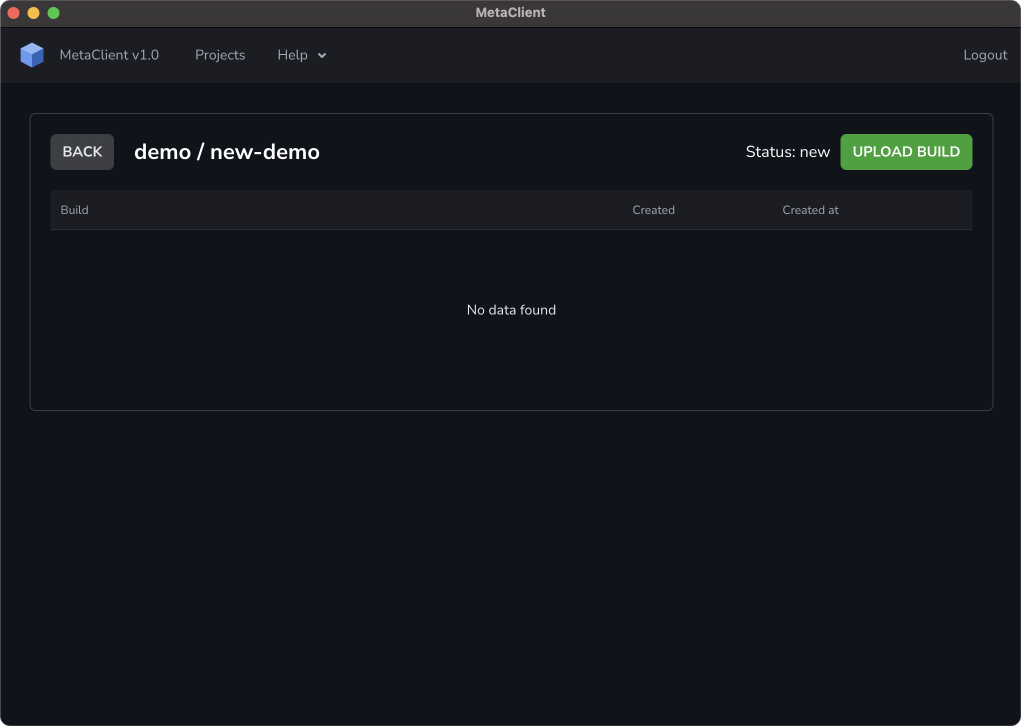 MetaClient
MetaClient v1.0 Projects Help Logout
BACK demo / new-demo Status: new UPLOAD BUILD
Build Created Created at
No data found